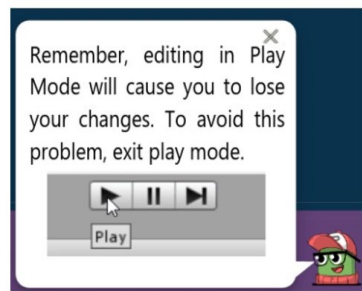 Remember, editing in Play
Mode will cause you to lose
your changes. To avoid this
problem, exit play mode.
Play